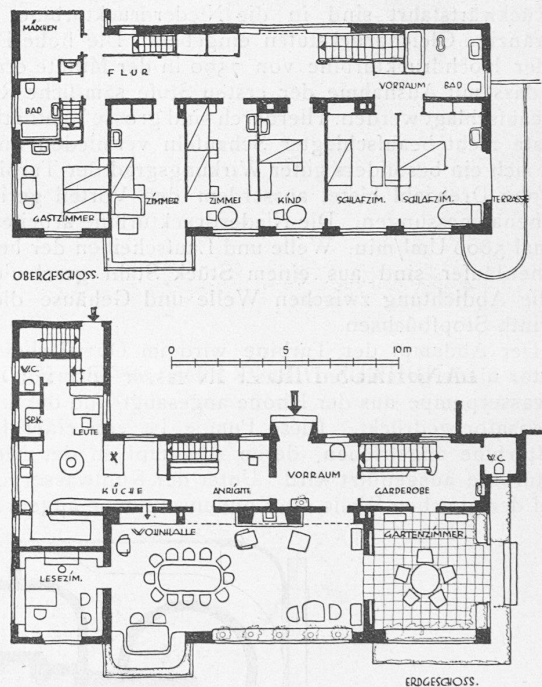 MÄDCHEN
FLUR
BAD
VORRAUM
BAD
GASTZIMMER
ZIMMER
ZIMMER
KIND
SCHLAFZIM.
SCHLAFZIM.
TERRASSE
OBERGESCHOSS.
0 5 10 m
W.C.
SPK.
LEUTE
KÜCHE
ANRICHTE
VORRAUM
GARDEROBE
W.C.
WOHNHALLE
GARTENZIMMER.
LESEZIM.
ERDGESCHOSS.